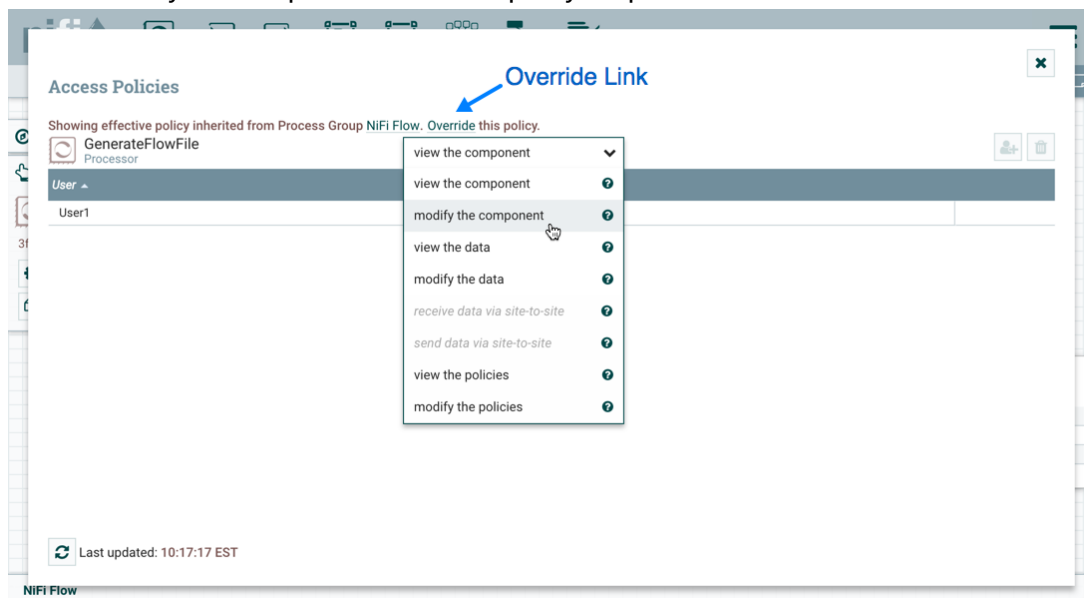 Override Link
Access Policies
Showing effective policy inherited from Process Group NiFi Flow. Override this policy.
GenerateFlowFile
Processor
view the component
User
view the component
User1
modify the component
view the data
modify the data
receive data via site-to-site
send data via site-to-site
view the policies
modify the policies
Last updated: 10:17:17 EST
NiFi Flow